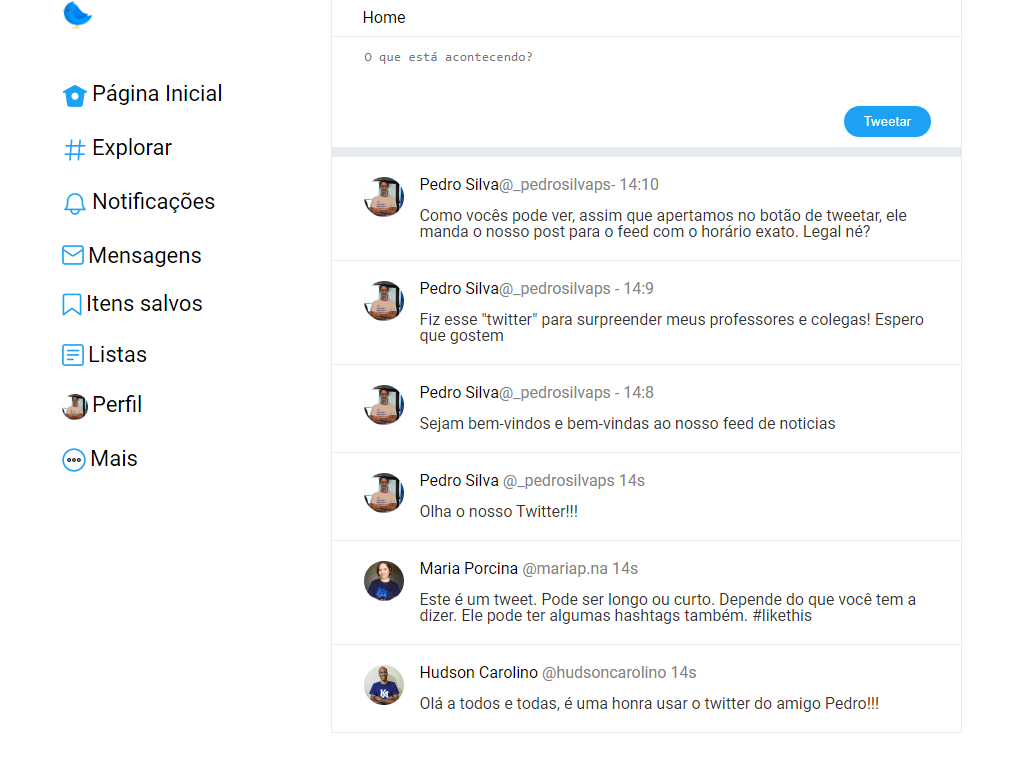 Home
O que está acontecendo?
Tweetar
Página Inicial
Explorar
Notificações
Mensagens
Itens salvos
Listas
Perfil
Mais
Pedro Silva@_pedrosilvaps- 14:10
Como vocês pode ver, assim que apertamos no botão de tweetar, ele
manda o nosso post para o feed com o horário exato. Legal né?
Pedro Silva@_pedrosilvaps - 14:9
Fiz esse "twitter" para surpreender meus professores e colegas! Espero
que gostem
Pedro Silva@_pedrosilvaps - 14:8
Sejam bem-vindos e bem-vindas ao nosso feed de noticias
Pedro Silva @_pedrosilvaps 14s
Olha o nosso Twitter!!!
Maria Porcina @mariap.na 14s
Este é um tweet. Pode ser longo ou curto. Depende do que você tem a
dizer. Ele pode ter algumas hashtags também. #likethis
Hudson Carolino @hudsoncarolino 14s
Olá a todos e todas, é uma honra usar o twitter do amigo Pedro!!!